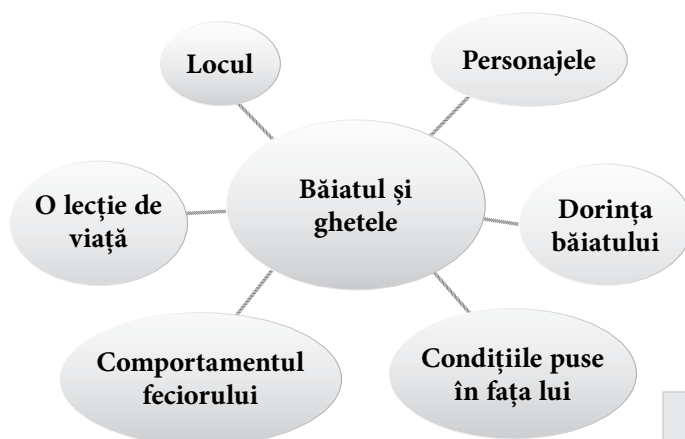 Locul
Personajele
Băiatul și
ghetele
O lecție de
viață
Dorința
băiatului
Comportamentul
feciorului
Condițiile puse
în fața lui